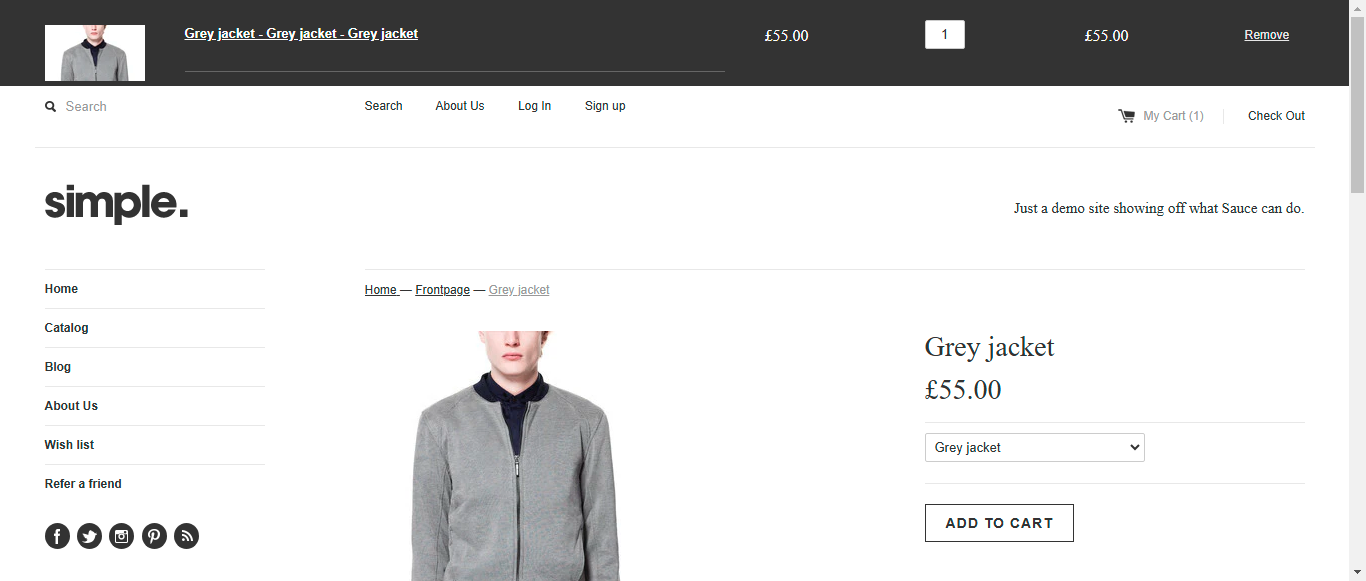 Grey jacket - Grey jacket - Grey jacket £55.00 1 £55.00 Remove
Search Search About Us Log In Sign up My Cart (1) Check Out
simple.
Just a demo site showing off what Sauce can do.
Home
Catalog
Blog
About Us
Wish list
Refer a friend
Home — Frontpage — Grey jacket
Grey jacket
£55.00
Grey jacket
ADD TO CART